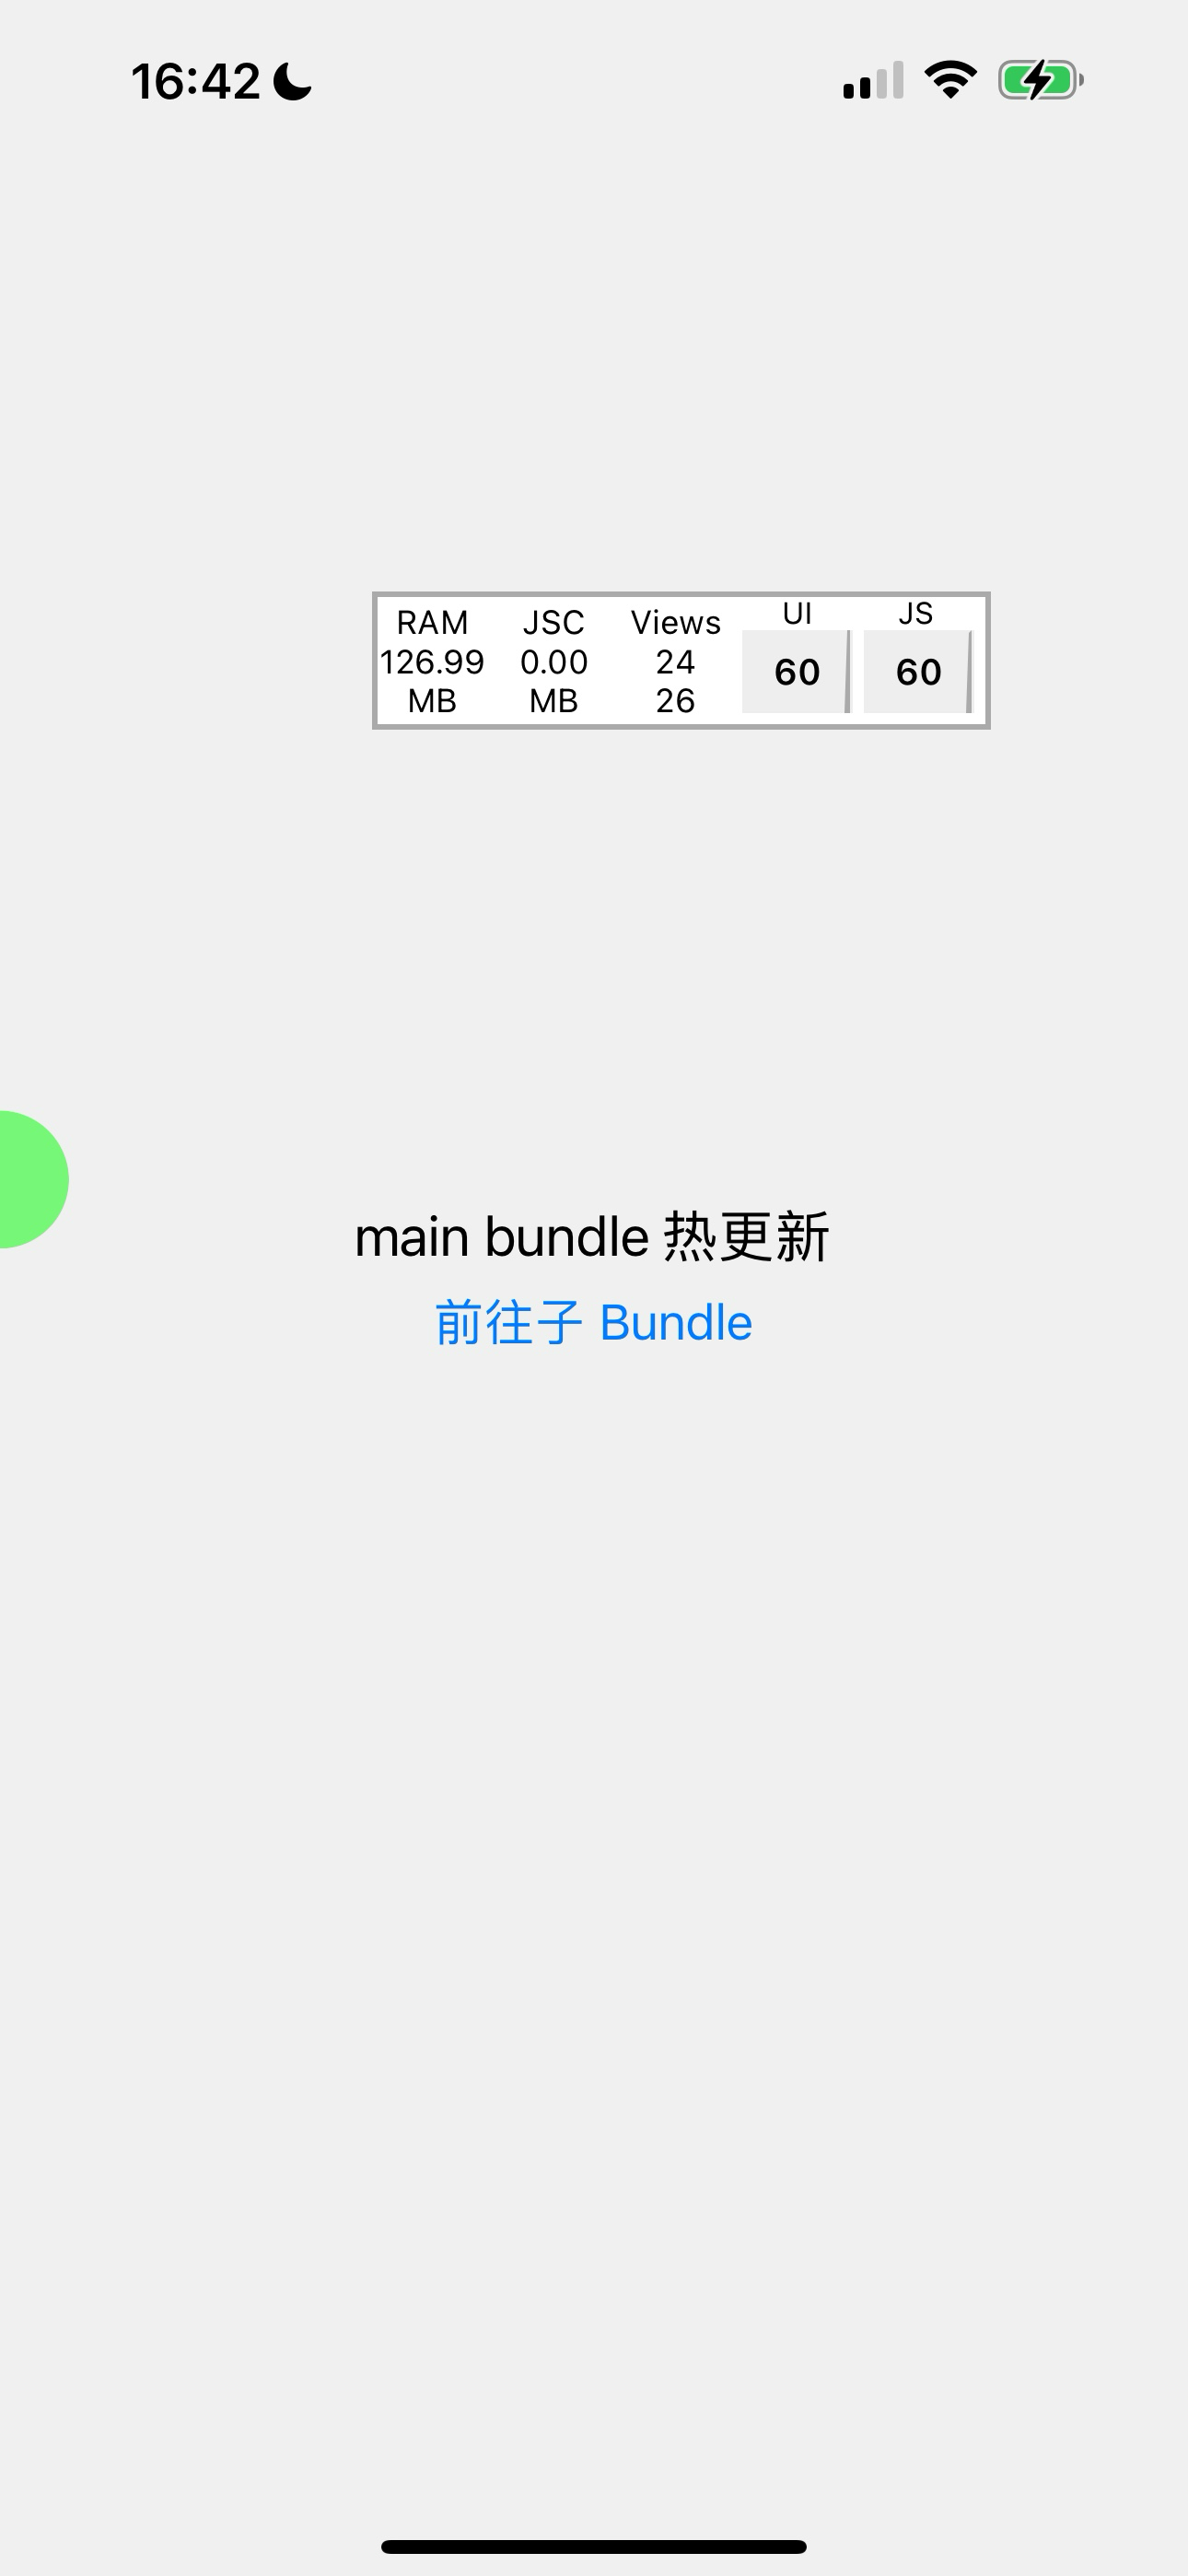 16:42
RAM JSC Views UI JS
126.99 0.00 24 60 60
MB MB 26
main bundle 热更新
前往子 Bundle